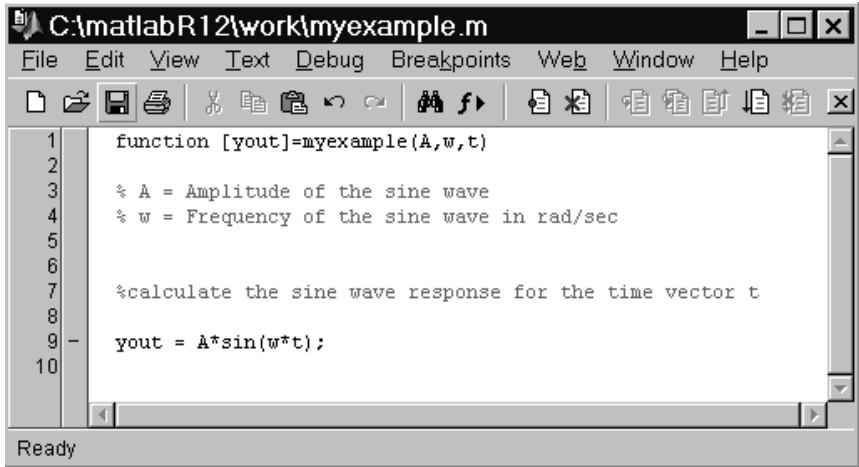 C:\matlabR12\work\myexample.m
File Edit View Text Debug Breakpoints Web Window Help
1 function [yout]=myexample(A,w,t)
2
3 % A = Amplitude of the sine wave
4 % w = Frequency of the sine wave in rad/sec
5
6
7 %calculate the sine wave response for the time vector t
8
9 – yout = A*sin(w*t);
10
Ready